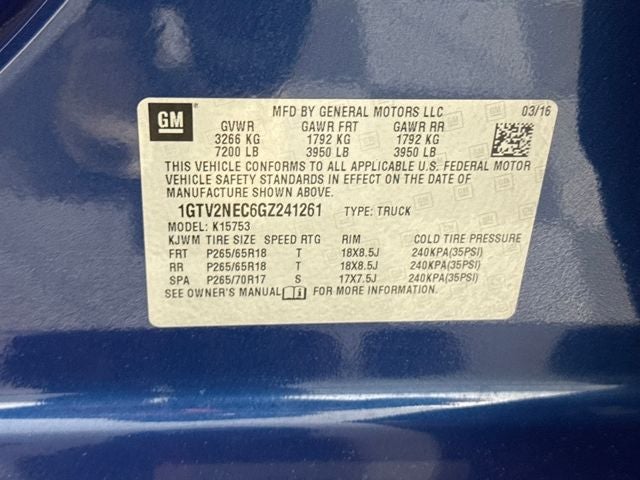 GM
MFD BY GENERAL MOTORS LLC 03/16
GVWR GAWR FRT GAWR RR
3266 KG 1792 KG 1792 KG
7200 LB 3950 LB 3950 LB
THIS VEHICLE CONFORMS TO ALL APPLICABLE U.S. FEDERAL MOTOR
VEHICLE SAFETY STANDARDS IN EFFECT ON THE DATE OF
MANUFACTURE SHOWN ABOVE.
1GTV2NEC6GZ241261 TYPE: TRUCK
MODEL: K15753
KJWM TIRE SIZE SPEED RTG RIM COLD TIRE PRESSURE
FRT P265/65R18 T 18X8.5J 240KPA(35PSI)
RR P265/65R18 T 18X8.5J 240KPA(35PSI)
SPA P265/70R17 S 17X7.5J 240KPA(35PSI)
SEE OWNER'S MANUAL FOR MORE INFORMATION.